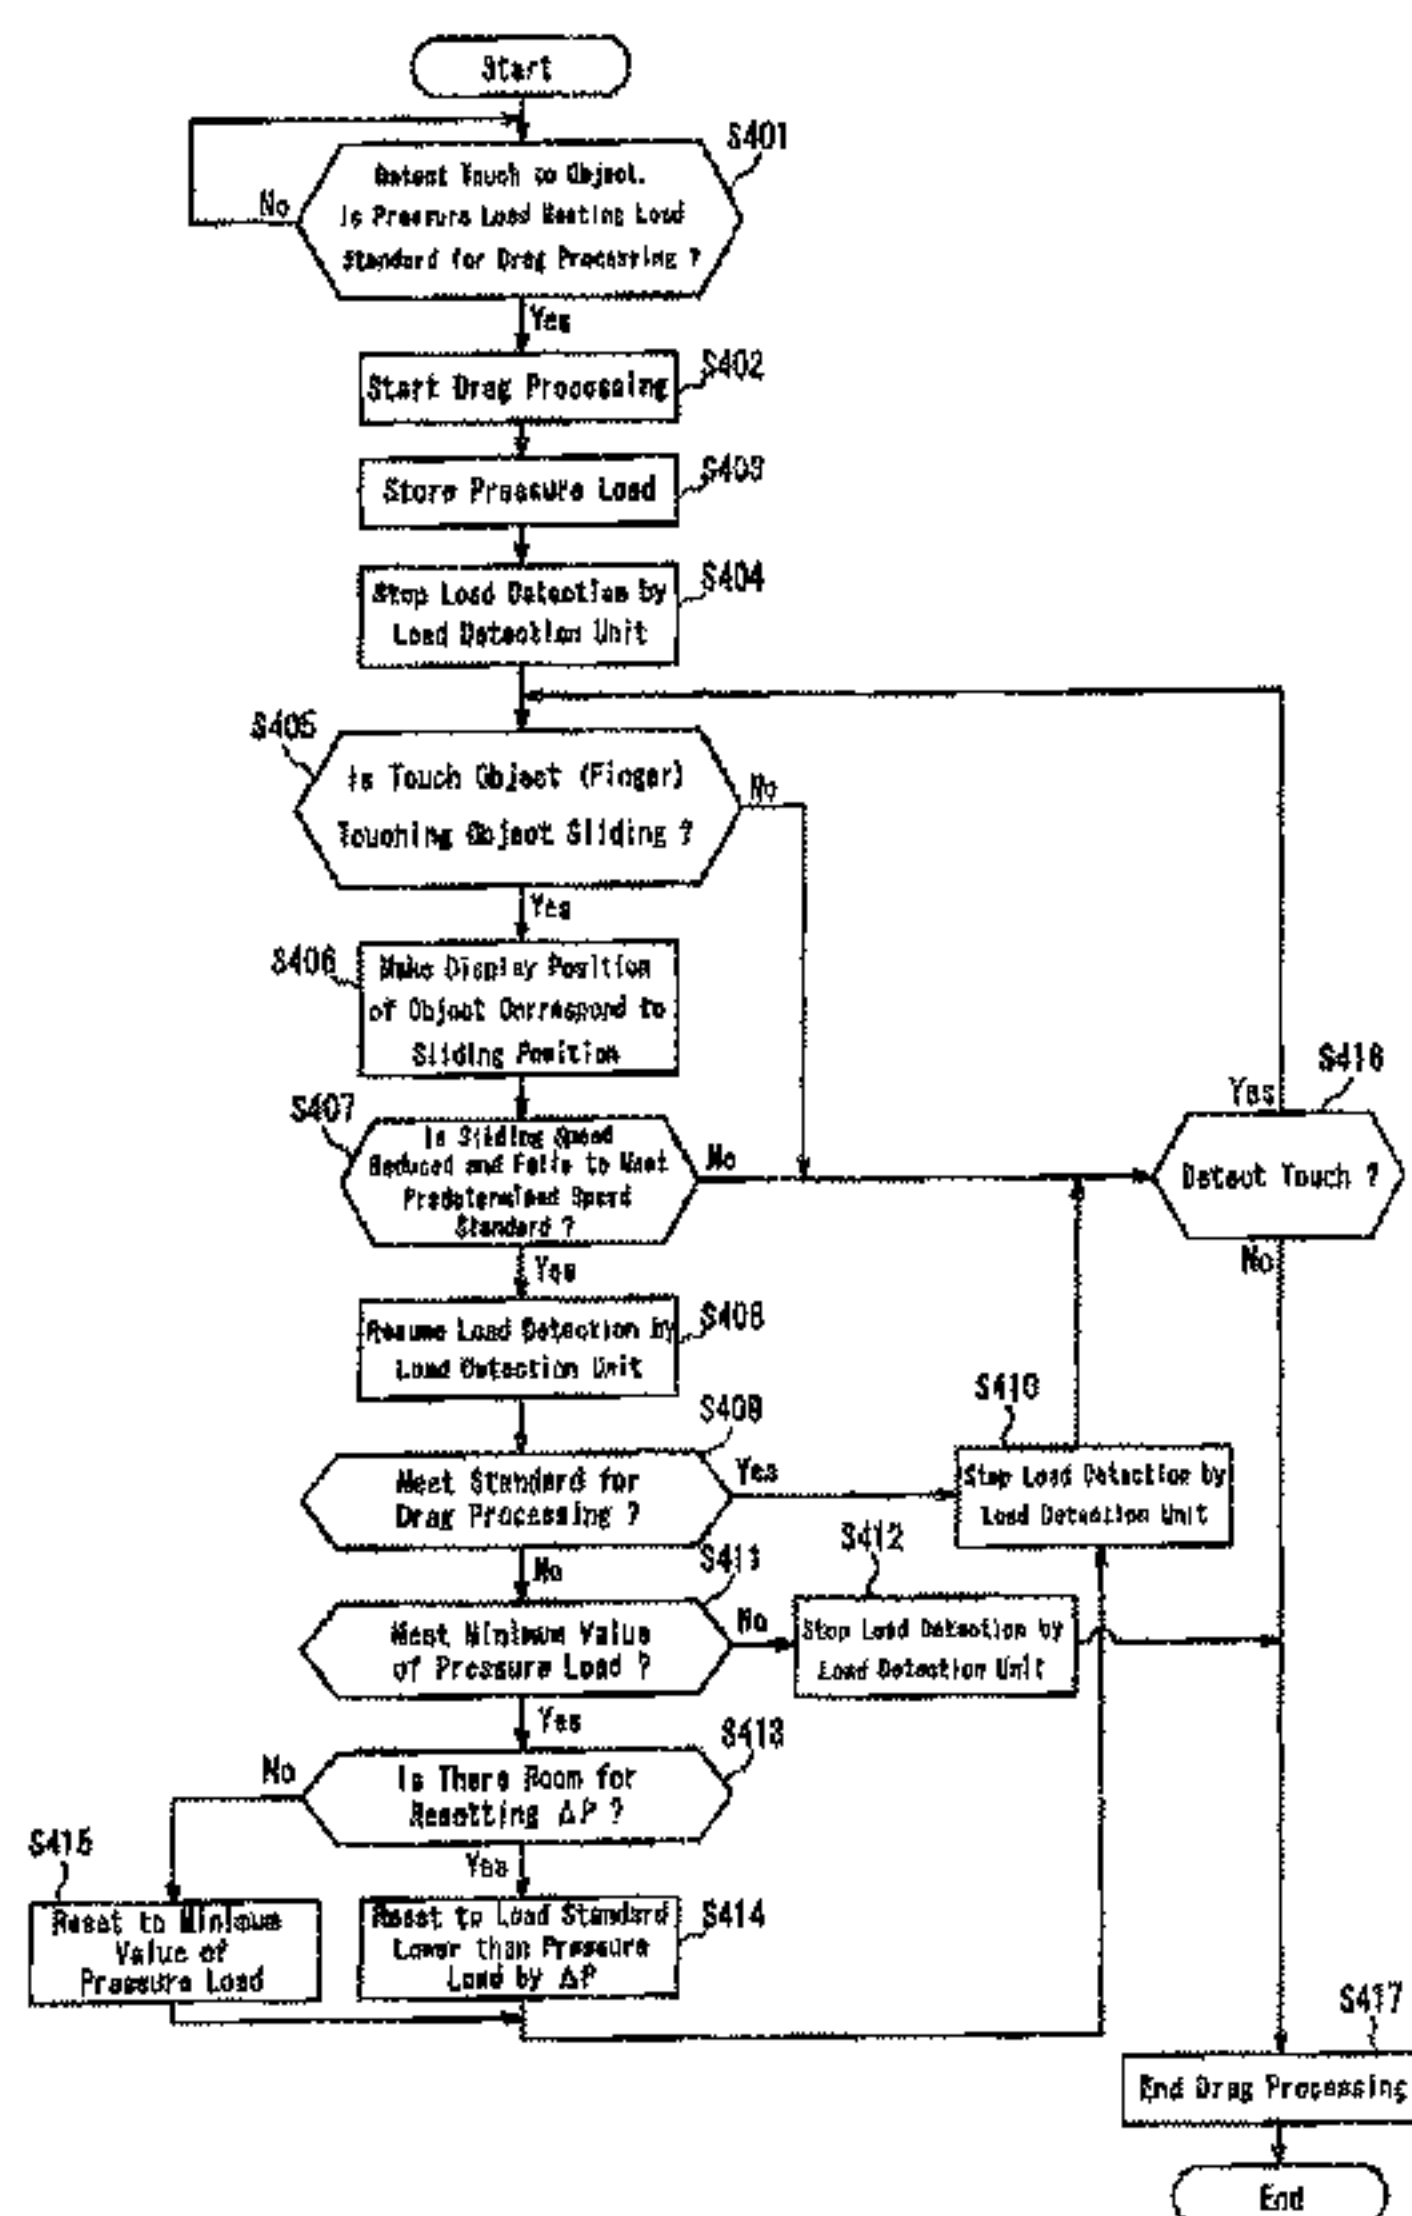 Start
S401
Detect Touch to Object.
Is Pressure Load Meeting Load
Standard for Drag Processing ?
No
Yes
S402
Start Drag Processing
S403
Store Pressure Load
S404
Stop Load Detection by
Load Detection Unit
S405
Is Touch Object (Finger)
Touching Object Sliding ?
No
Yes
S406
Make Display Position
of Object Correspond to
Sliding Position
S407
Is Sliding Speed
Reduced and Fails to Meet
Predetermined Speed
Standard ?
No
Yes
S416
Detect Touch ?
Yes
No
S408
Resume Load Detection by
Load Detection Unit
S409
Meet Standard for
Drag Processing ?
Yes
No
S410
Stop Load Detection by
Load Detection Unit
S411
Meet Minimum Value
of Pressure Load ?
No
Yes
S412
Stop Load Detection by
Load Detection Unit
S413
Is There Room for
Resetting ΔP ?
No
Yes
S415
Reset to Minimum
Value of
Pressure Load
S414
Reset to Load Standard
Lower than Pressure
Load by ΔP
S417
End Drag Processing
End